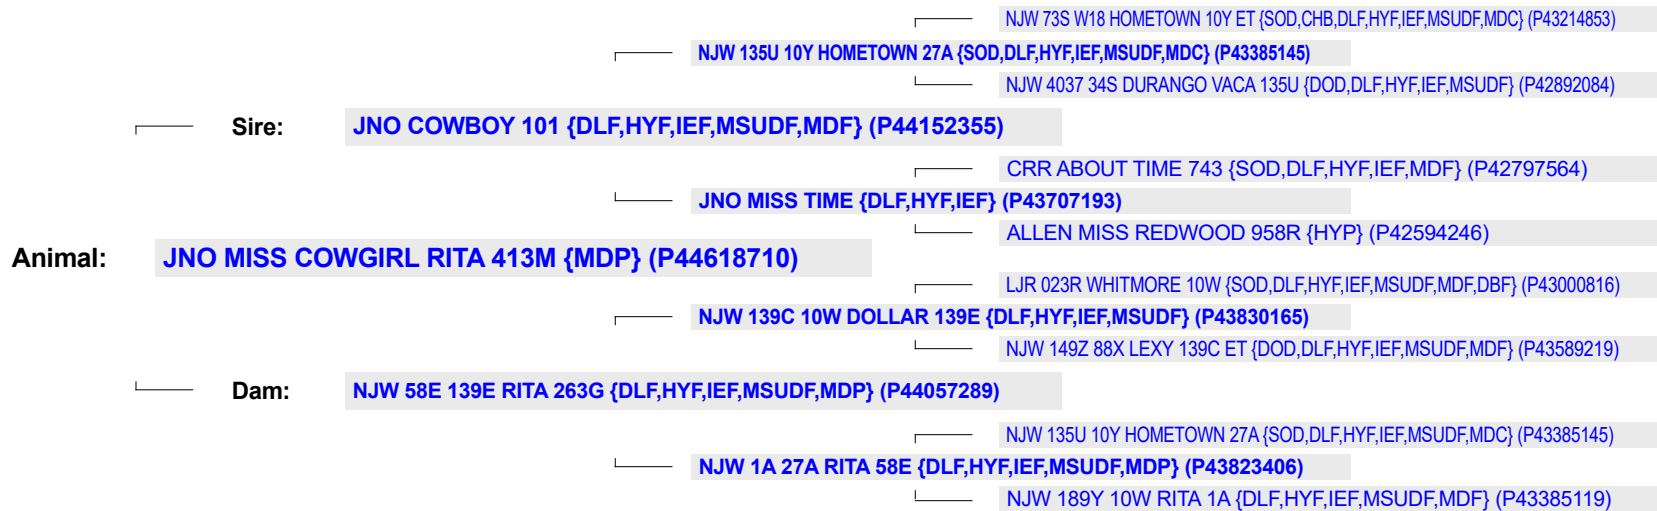 NJW 73S W18 HOMETOWN 10Y ET {SOD,CHB,DLF,HYF,IEF,MSUDF,MDC} (P43214853)
NJW 135U 10Y HOMETOWN 27A {SOD,DLF,HYF,IEF,MSUDF,MDC} (P43385145)
NJW 4037 34S DURANGO VACA 135U {DOD,DLF,HYF,IEF,MSUDF} (P42892084)
Sire: JNO COWBOY 101 {DLF,HYF,IEF,MSUDF,MDF} (P44152355)
CRR ABOUT TIME 743 {SOD,DLF,HYF,IEF,MDF} (P42797564)
JNO MISS TIME {DLF,HYF,IEF} (P43707193)
ALLEN MISS REDWOOD 958R {HYP} (P42594246)
Animal: JNO MISS COWGIRL RITA 413M {MDP} (P44618710)
LJR 023R WHITMORE 10W {SOD,DLF,HYF,IEF,MSUDF,MDF,DBF} (P43000816)
NJW 139C 10W DOLLAR 139E {DLF,HYF,IEF,MSUDF} (P43830165)
NJW 149Z 88X LEXY 139C ET {DOD,DLF,HYF,IEF,MSUDF,MDF} (P43589219)
Dam: NJW 58E 139E RITA 263G {DLF,HYF,IEF,MSUDF,MDP} (P44057289)
NJW 135U 10Y HOMETOWN 27A {SOD,DLF,HYF,IEF,MSUDF,MDC} (P43385145)
NJW 1A 27A RITA 58E {DLF,HYF,IEF,MSUDF,MDP} (P43823406)
NJW 189Y 10W RITA 1A {DLF,HYF,IEF,MSUDF,MDF} (P43385119)